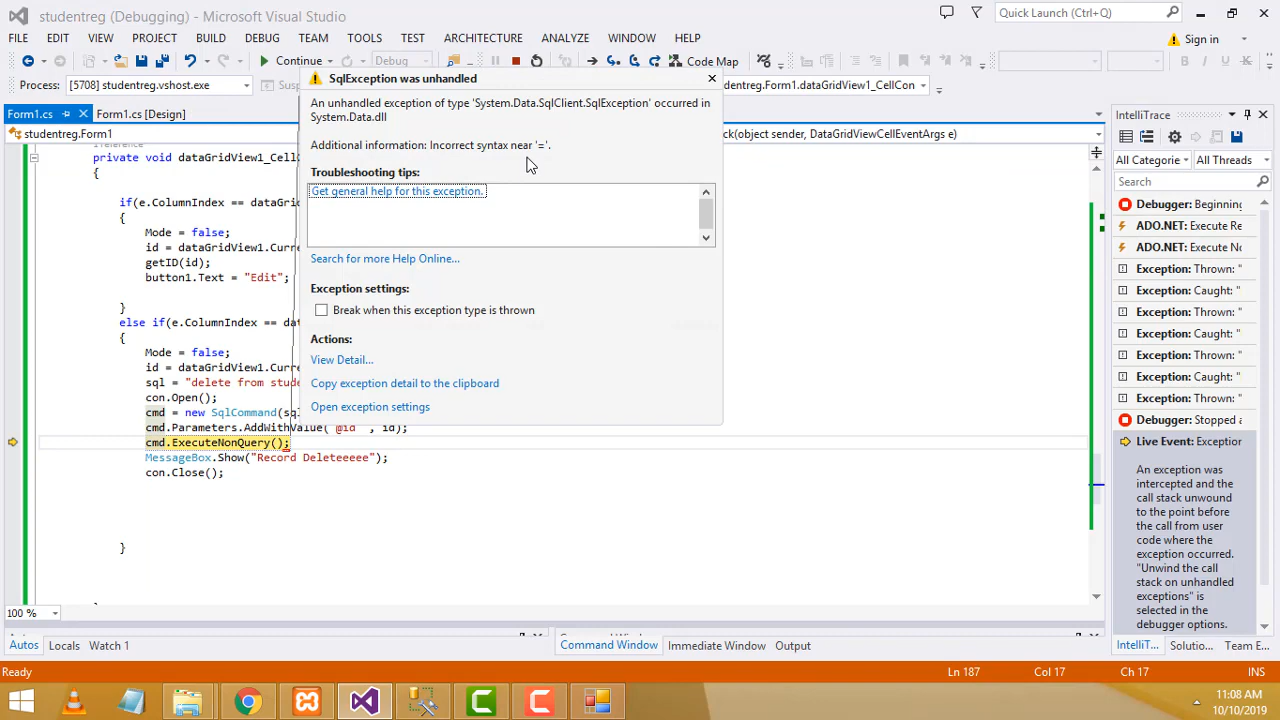 studentreg (Debugging) - Microsoft Visual Studio
Quick Launch (Ctrl+Q)
FILE EDIT VIEW PROJECT BUILD DEBUG TEAM TOOLS TEST ARCHITECTURE ANALYZE WINDOW HELP
Sign in
Continue Debug Code Map
Process: [5708] studentreg.vshost.exe Suspe
eg.Form1.dataGridView1_CellCon
Form1.cs Form1.cs [Design]
studentreg.Form1
ck(object sender, DataGridViewCellEventArgs e)
1 reference
private void dataGridView1_CellC
{
if(e.ColumnIndex == dataGri
{
Mode = false;
id = dataGridView1.Curre
getID(id);
button1.Text = "Edit";
}
else if(e.ColumnIndex == dat
{
Mode = false;
id = dataGridView1.Curre
sql = "delete from stude
con.Open();
cmd = new SqlCommand(sql
cmd.Parameters.AddWithValue( @id , id);
cmd.ExecuteNonQuery();
MessageBox.Show("Record Deleteeeee");
con.Close();
}
SqlException was unhandled
An unhandled exception of type 'System.Data.SqlClient.SqlException' occurred in
System.Data.dll
Additional information: Incorrect syntax near '='.
Troubleshooting tips:
Get general help for this exception.
Search for more Help Online...
Exception settings:
Break when this exception type is thrown
Actions:
View Detail...
Copy exception detail to the clipboard
Open exception settings
IntelliTrace
All Categorie All Threads
Search
Debugger: Beginning
ADO.NET: Execute Re
ADO.NET: Execute No
Exception: Thrown: "
Exception: Caught: "
Exception: Thrown: "
Exception: Caught: "
Exception: Thrown: "
Exception: Caught: "
Exception: Thrown: "
Debugger: Stopped a
Live Event: Exception
An exception was
intercepted and the
call stack unwound
to the point before
the call from user
code where the
exception occurred.
"Unwind the call
stack on unhandled
exceptions" is
selected in the
debugger options.
100 %
Autos Locals Watch 1
Command Window Immediate Window Output
IntelliT... Solutio... Team E...
Ready
Ln 187 Col 17 Ch 17 INS
11:08 AM
10/10/2019